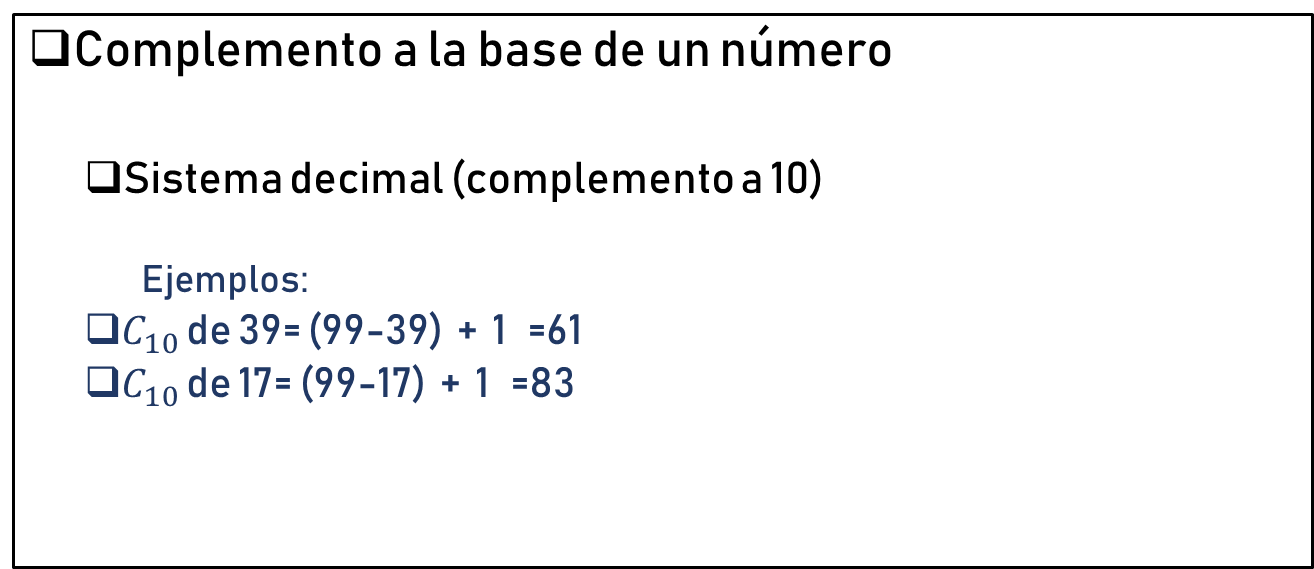 ❑Complemento a la base de un número
❑Sistema decimal (complemento a 10)
Ejemplos:
❑C₁₀ de 39= (99-39) + 1 =61
❑C₁₀ de 17= (99-17) + 1 =83